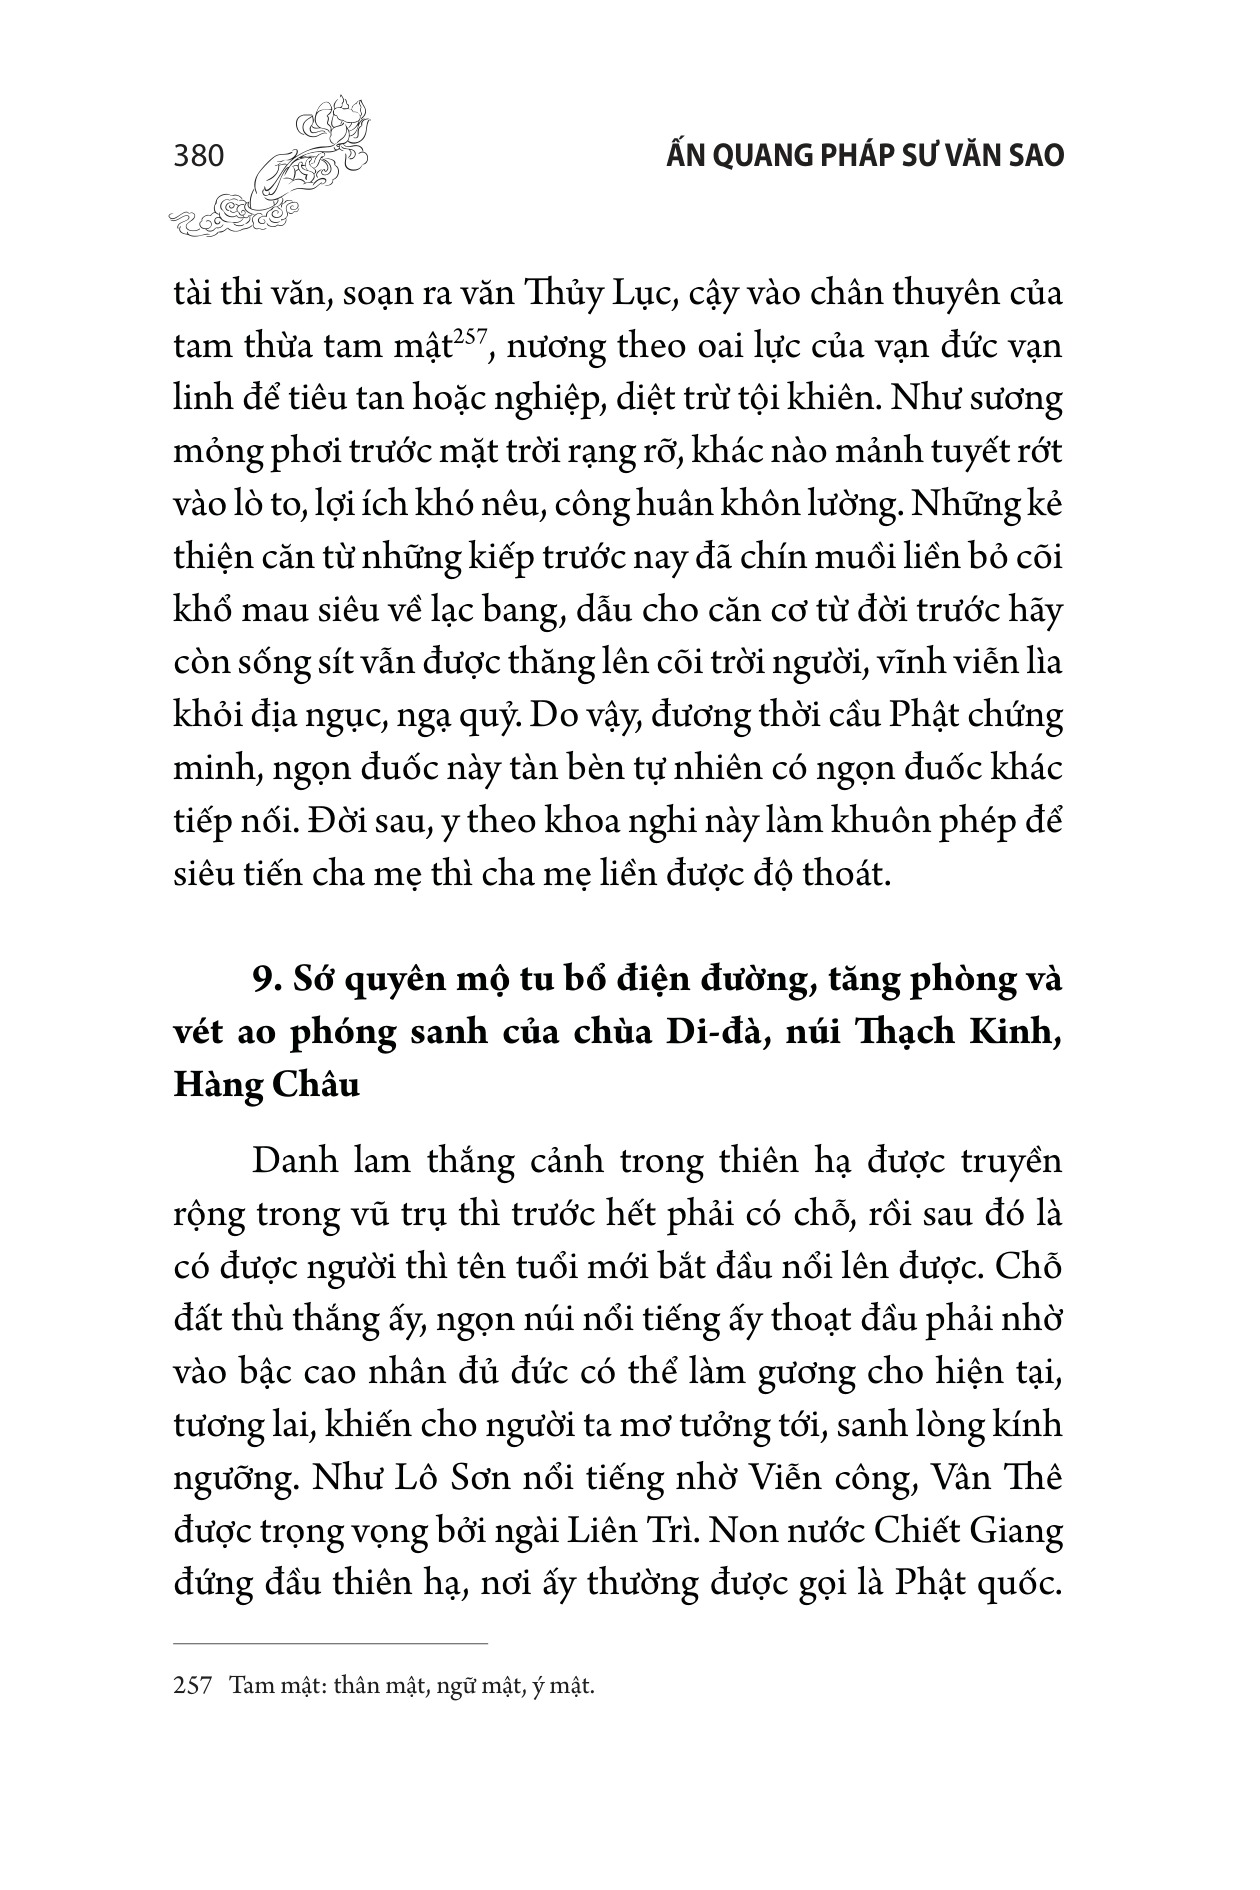 380
ẤN QUANG PHÁP SƯ VĂN SAO
tài thi văn, soạn ra văn Thủy Lục, cậy vào chân thuyên của
tam thừa tam mật257, nương theo oai lực của vạn đức vạn
linh để tiêu tan hoặc nghiệp, diệt trừ tội khiên. Như sương
mỏng phơi trước mặt trời rạng rỡ, khác nào mảnh tuyết rớt
vào lò to, lợi ích khó nêu, công huân khôn lường. Những kẻ
thiện căn từ những kiếp trước nay đã chín muồi liền bỏ cõi
khổ mau siêu về lạc bang, dẫu cho căn cơ từ đời trước hãy
còn sống sít vẫn được thăng lên cõi trời người, vĩnh viễn lìa
khỏi địa ngục, ngạ quỷ. Do vậy, đương thời cầu Phật chứng
minh, ngọn đuốc này tàn bèn tự nhiên có ngọn đuốc khác
tiếp nối. Đời sau, y theo khoa nghi này làm khuôn phép để
siêu tiến cha mẹ thì cha mẹ liền được độ thoát.
9. Sớ quyên mộ tu bổ điện đường, tăng phòng và
vét ao phóng sanh của chùa Di-đà, núi Thạch Kinh,
Hàng Châu
Danh lam thắng cảnh trong thiên hạ được truyền
rộng trong vũ trụ thì trước hết phải có chỗ, rồi sau đó là
có được người thì tên tuổi mới bắt đầu nổi lên được. Chỗ
đất thù thắng ấy, ngọn núi nổi tiếng ấy thoạt đầu phải nhờ
vào bậc cao nhân đủ đức có thể làm gương cho hiện tại,
tương lai, khiến cho người ta mơ tưởng tới, sanh lòng kính
ngưỡng. Như Lô Sơn nổi tiếng nhờ Viễn công, Vân Thê
được trọng vọng bởi ngài Liên Trì. Non nước Chiết Giang
đứng đầu thiên hạ, nơi ấy thường được gọi là Phật quốc.
257 Tam mật: thân mật, ngữ mật, ý mật.